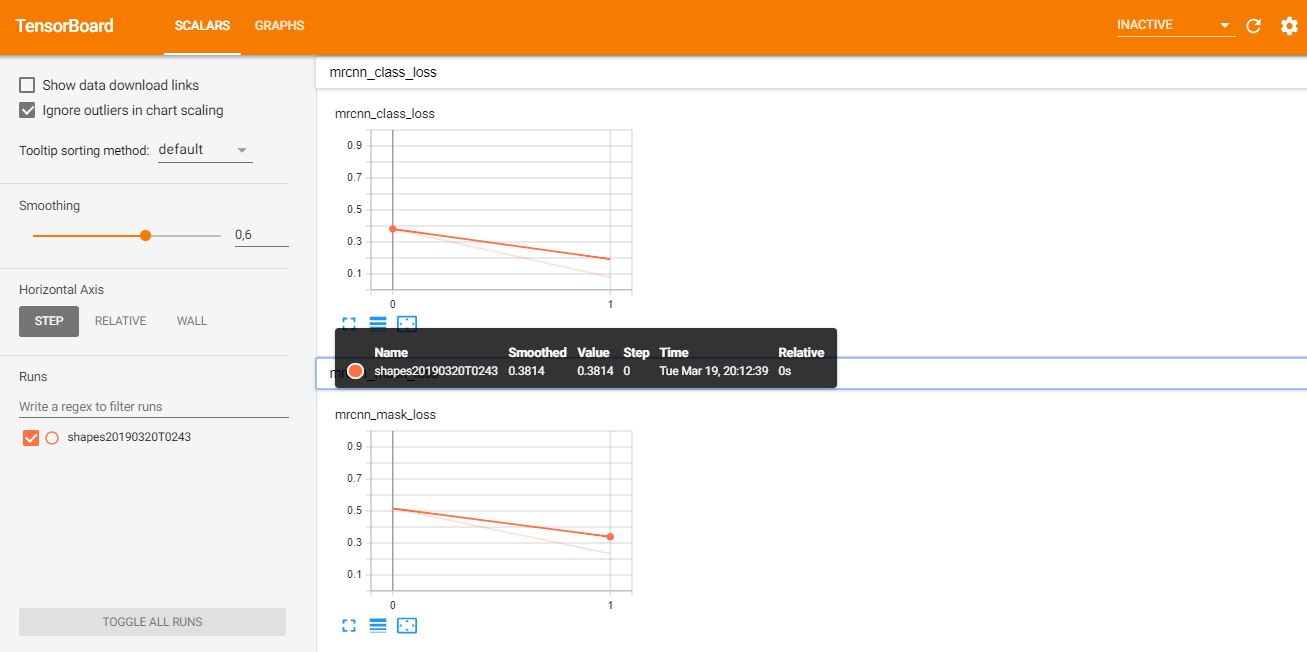 TensorBoard SCALARS GRAPHS INACTIVE
Show data download links
Ignore outliers in chart scaling
Tooltip sorting method: default
Smoothing
0,6
Horizontal Axis
STEP RELATIVE WALL
Runs
Write a regex to filter runs
shapes20190320T0243
TOGGLE ALL RUNS
mrcnn_class_loss
mrcnn_class_loss
0.9
0.7
0.5
0.3
0.1
0 1
Name Smoothed Value Step Time Relative
shapes20190320T0243 0.3814 0.3814 0 Tue Mar 19, 20:12:39 0s
mrcnn_mask_loss
0.9
0.7
0.5
0.3
0.1
0 1